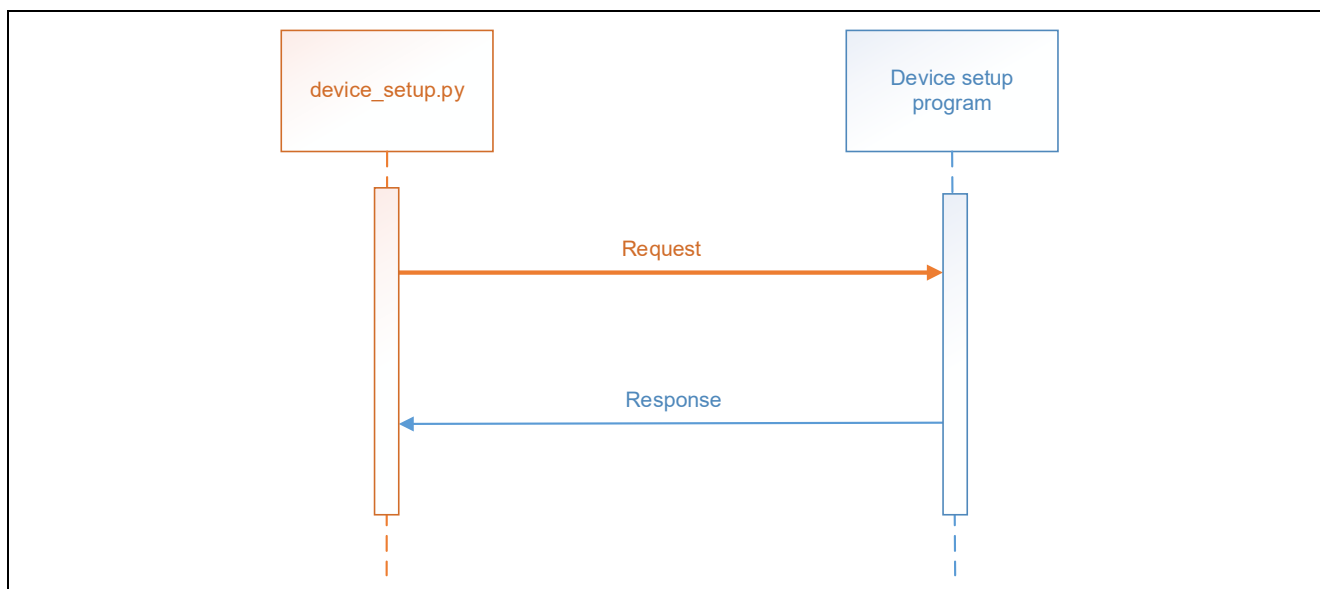 device_setup.py
Device setup
program
Request
Response